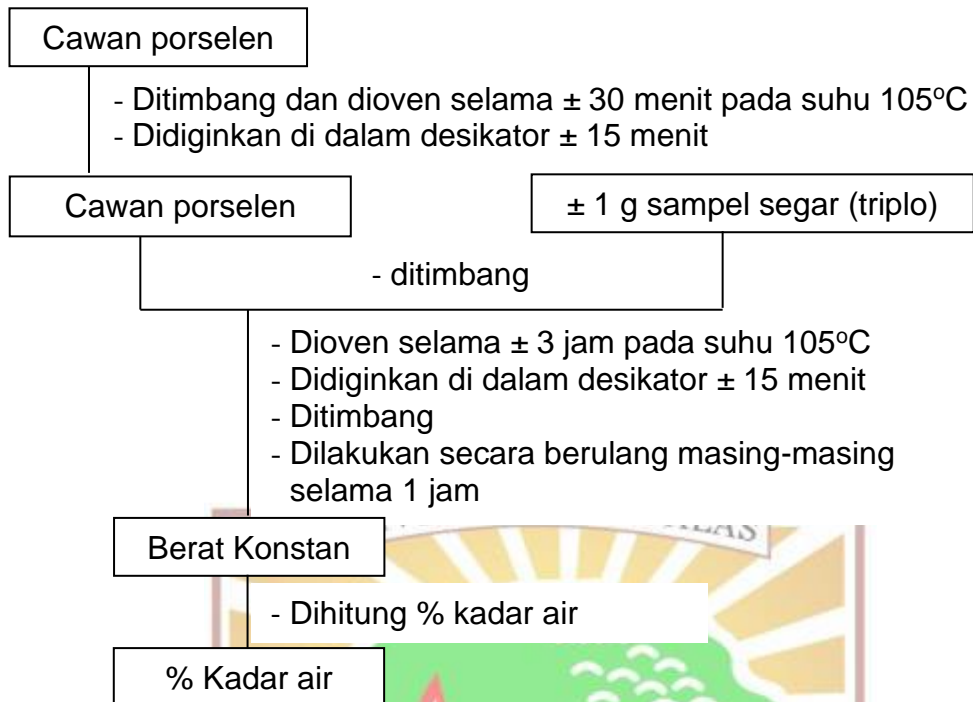 Cawan porselen
- Ditimbang dan dioven selama ± 30 menit pada suhu 105°C
- Didiginkan di dalam desikator ± 15 menit
Cawan porselen
± 1 g sampel segar (triplo)
- ditimbang
- Dioven selama ± 3 jam pada suhu 105°C
- Didiginkan di dalam desikator ± 15 menit
- Ditimbang
- Dilakukan secara berulang masing-masing
selama 1 jam
Berat Konstan
- Dihitung % kadar air
% Kadar air